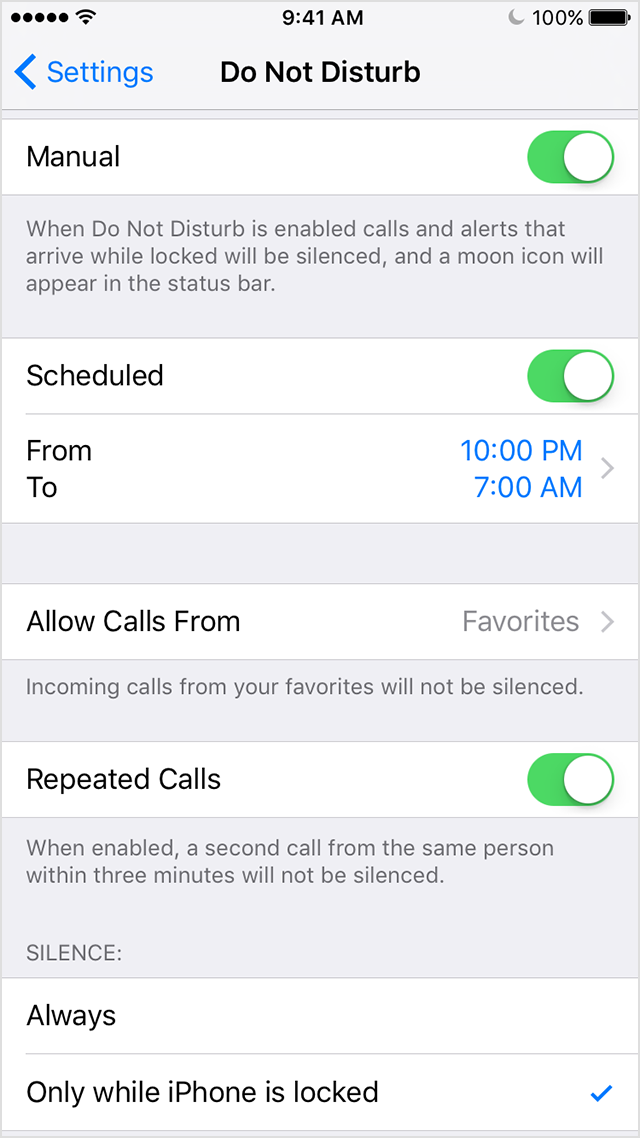 9:41 AM 100%
Settings Do Not Disturb
Manual
When Do Not Disturb is enabled calls and alerts that
arrive while locked will be silenced, and a moon icon will
appear in the status bar.
Scheduled
From 10:00 PM
To 7:00 AM
Allow Calls From Favorites
Incoming calls from your favorites will not be silenced.
Repeated Calls
When enabled, a second call from the same person
within three minutes will not be silenced.
SILENCE:
Always
Only while iPhone is locked